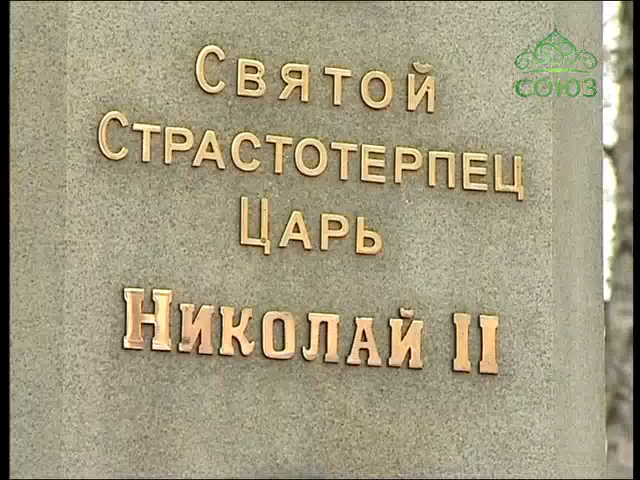 СОЮЗ
Святой
Страстотерпец
Царь
Николай II